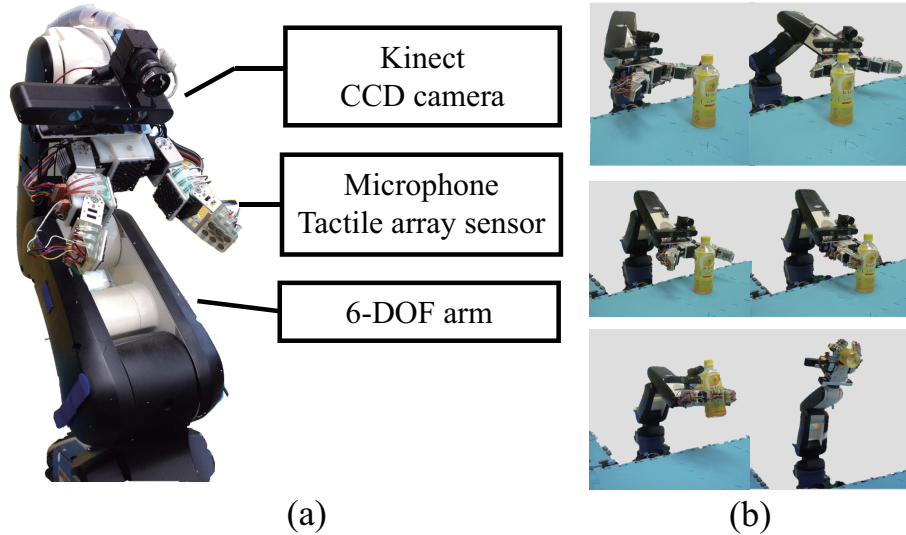 Kinect
CCD camera
Microphone
Tactile array sensor
6-DOF arm
(a)
(b)